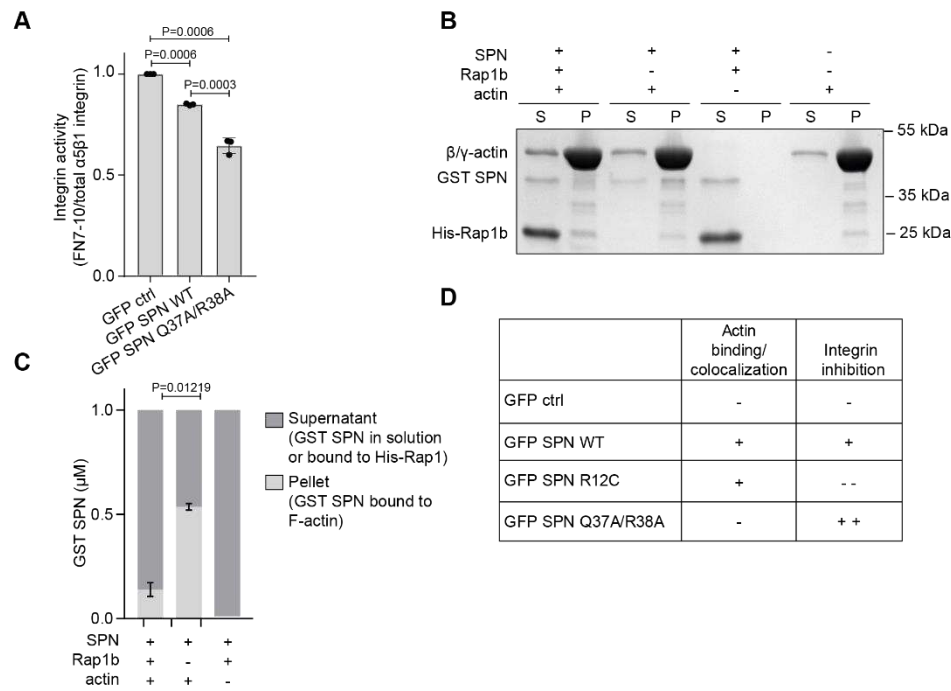 A
P=0.0006
P=0.0006
P=0.0003
Integrin activity
(FN7-10/total α5β1 integrin)
1.0
0.5
0.0
GFP ctrl
GFP SPN WT
GFP SPN Q37A/R38A
B
SPN + + + -
Rap1b + - + -
actin + + - +
S P S P S P S P
β/γ-actin
GST SPN
His-Rap1b
55 kDa
35 kDa
25 kDa
C
P=0.01219
GST SPN (μM)
1.0
0.5
0.0
SPN + + +
Rap1b + - +
actin + + -
Supernatant
(GST SPN in solution
or bound to His-Rap1)
Pellet
(GST SPN bound to
F-actin)
D
Actin
binding/
colocalization
Integrin
inhibition
GFP ctrl - -
GFP SPN WT + +
GFP SPN R12C + - -
GFP SPN Q37A/R38A - + +